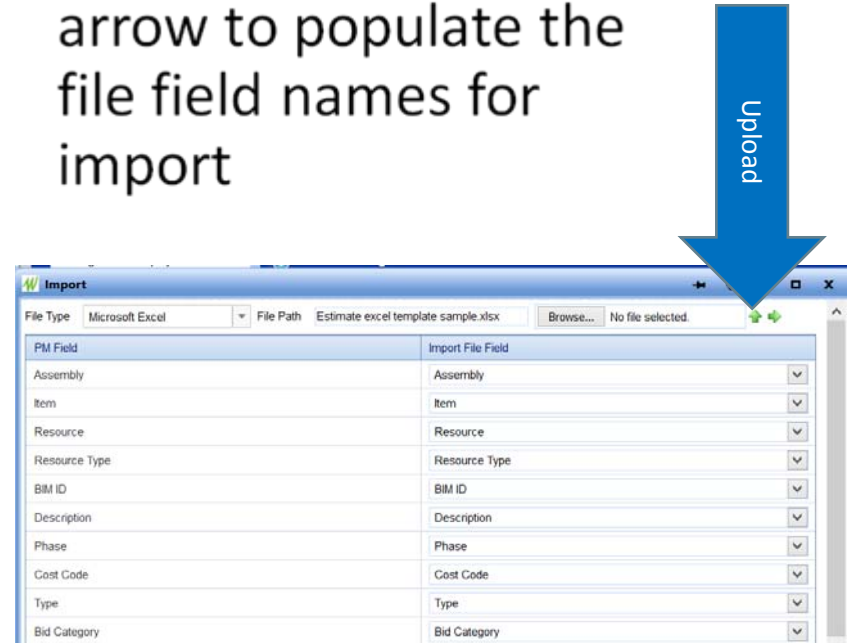 arrow to populate the
file field names for
import
Upload
Import
File Type Microsoft Excel File Path Estimate excel template sample.xlsx Browse... No file selected.
PM Field Import File Field
Assembly Assembly
Item Item
Resource Resource
Resource Type Resource Type
BIM ID BIM ID
Description Description
Phase Phase
Cost Code Cost Code
Type Type
Bid Category Bid Category